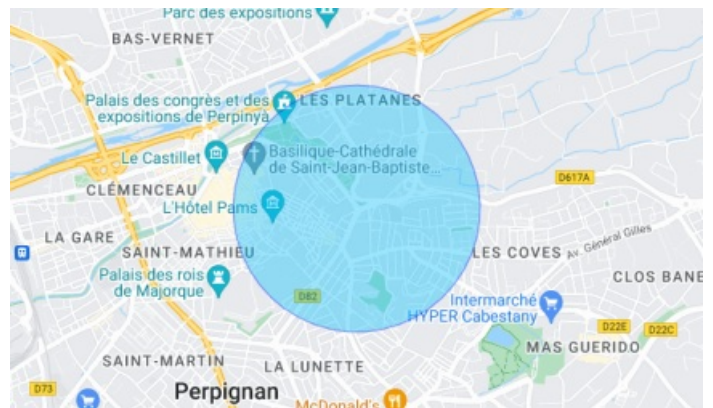 Parc des expositions
BAS-VERNET
Palais des congrès et des
expositions de Perpinyà
LES PLATANES
Le Castillet
Basilique-Cathédrale
de Saint-Jean-Baptiste...
D617A
CLÉMENCEAU
L'Hôtel Pams
LA GARE
SAINT-MATHIEU
LES COVES
Av. Général Gilles
Palais des rois
de Majorque
CLOS BANE
D82
Intermarché
HYPER Cabestany
D22E
D22C
MAS GUERIDO
SAINT-MARTIN
LA LUNETTE
D73
Perpignan
McDonald's